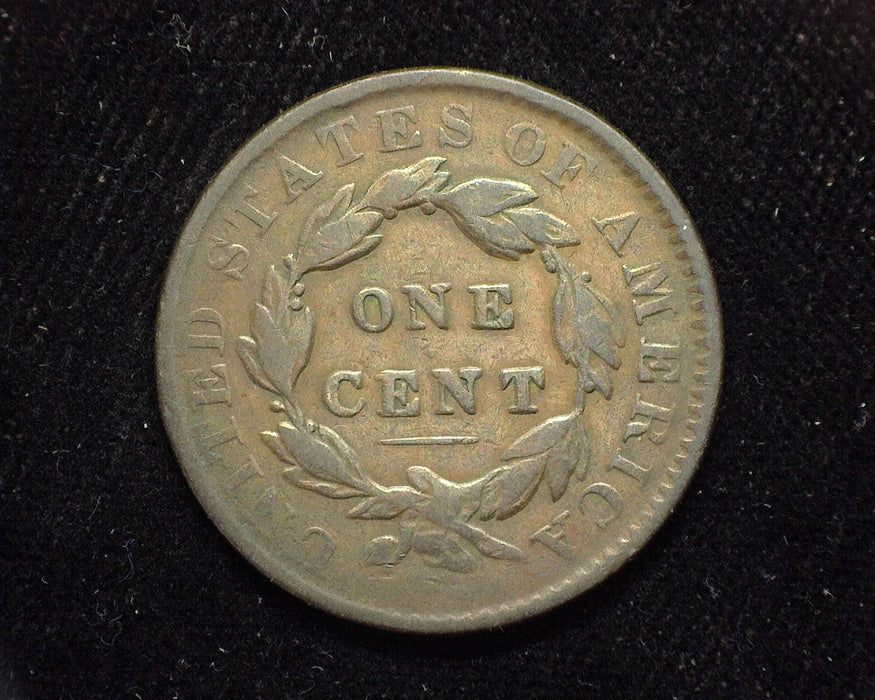 UNITED STATES OF AMERICA
ONE
CENT